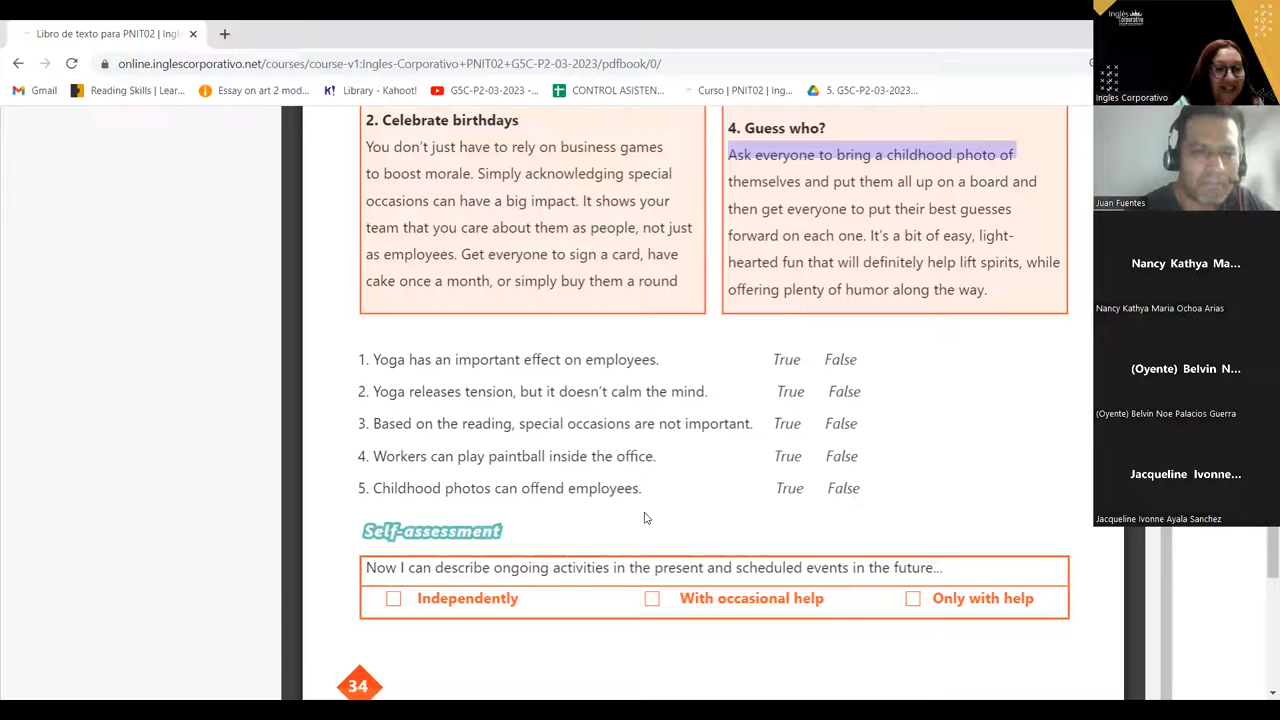 Libro de texto para PNIT02 | Ingl
online.inglescorporativo.net/courses/course-v1:Ingles-Corporativo+PNIT02+G5C-P2-03-2023/pdfbook/0/
Gmail
Reading Skills | Lear...
Essay on art 2 mod...
Library - Kahoot!
G5C-P2-03-2023 -...
CONTROL ASISTEN...
Curso | PNIT02 | Ing...
5. G5C-P2-03-2023...
2. Celebrate birthdays
You don't just have to rely on business games
to boost morale. Simply acknowledging special
occasions can have a big impact. It shows your
team that you care about them as people, not just
as employees. Get everyone to sign a card, have
cake once a month, or simply buy them a round
4. Guess who?
Ask everyone to bring a childhood photo of
themselves and put them all up on a board and
then get everyone to put their best guesses
forward on each one. It's a bit of easy, light-
hearted fun that will definitely help lift spirits, while
offering plenty of humor along the way.
1. Yoga has an important effect on employees. True False
2. Yoga releases tension, but it doesn't calm the mind. True False
3. Based on the reading, special occasions are not important. True False
4. Workers can play paintball inside the office. True False
5. Childhood photos can offend employees. True False
Self-assessment
Now I can describe ongoing activities in the present and scheduled events in the future...
Independently With occasional help Only with help
34
Inglés
Corporativo
Ingles Corporativo
Juan Fuentes
Nancy Kathya Ma...
Nancy Kathya Maria Ochoa Arias
(Oyente) Belvin N...
(Oyente) Belvin Noe Palacios Guerra
Jacqueline Ivonne...
Jacqueline Ivonne Ayala Sanchez